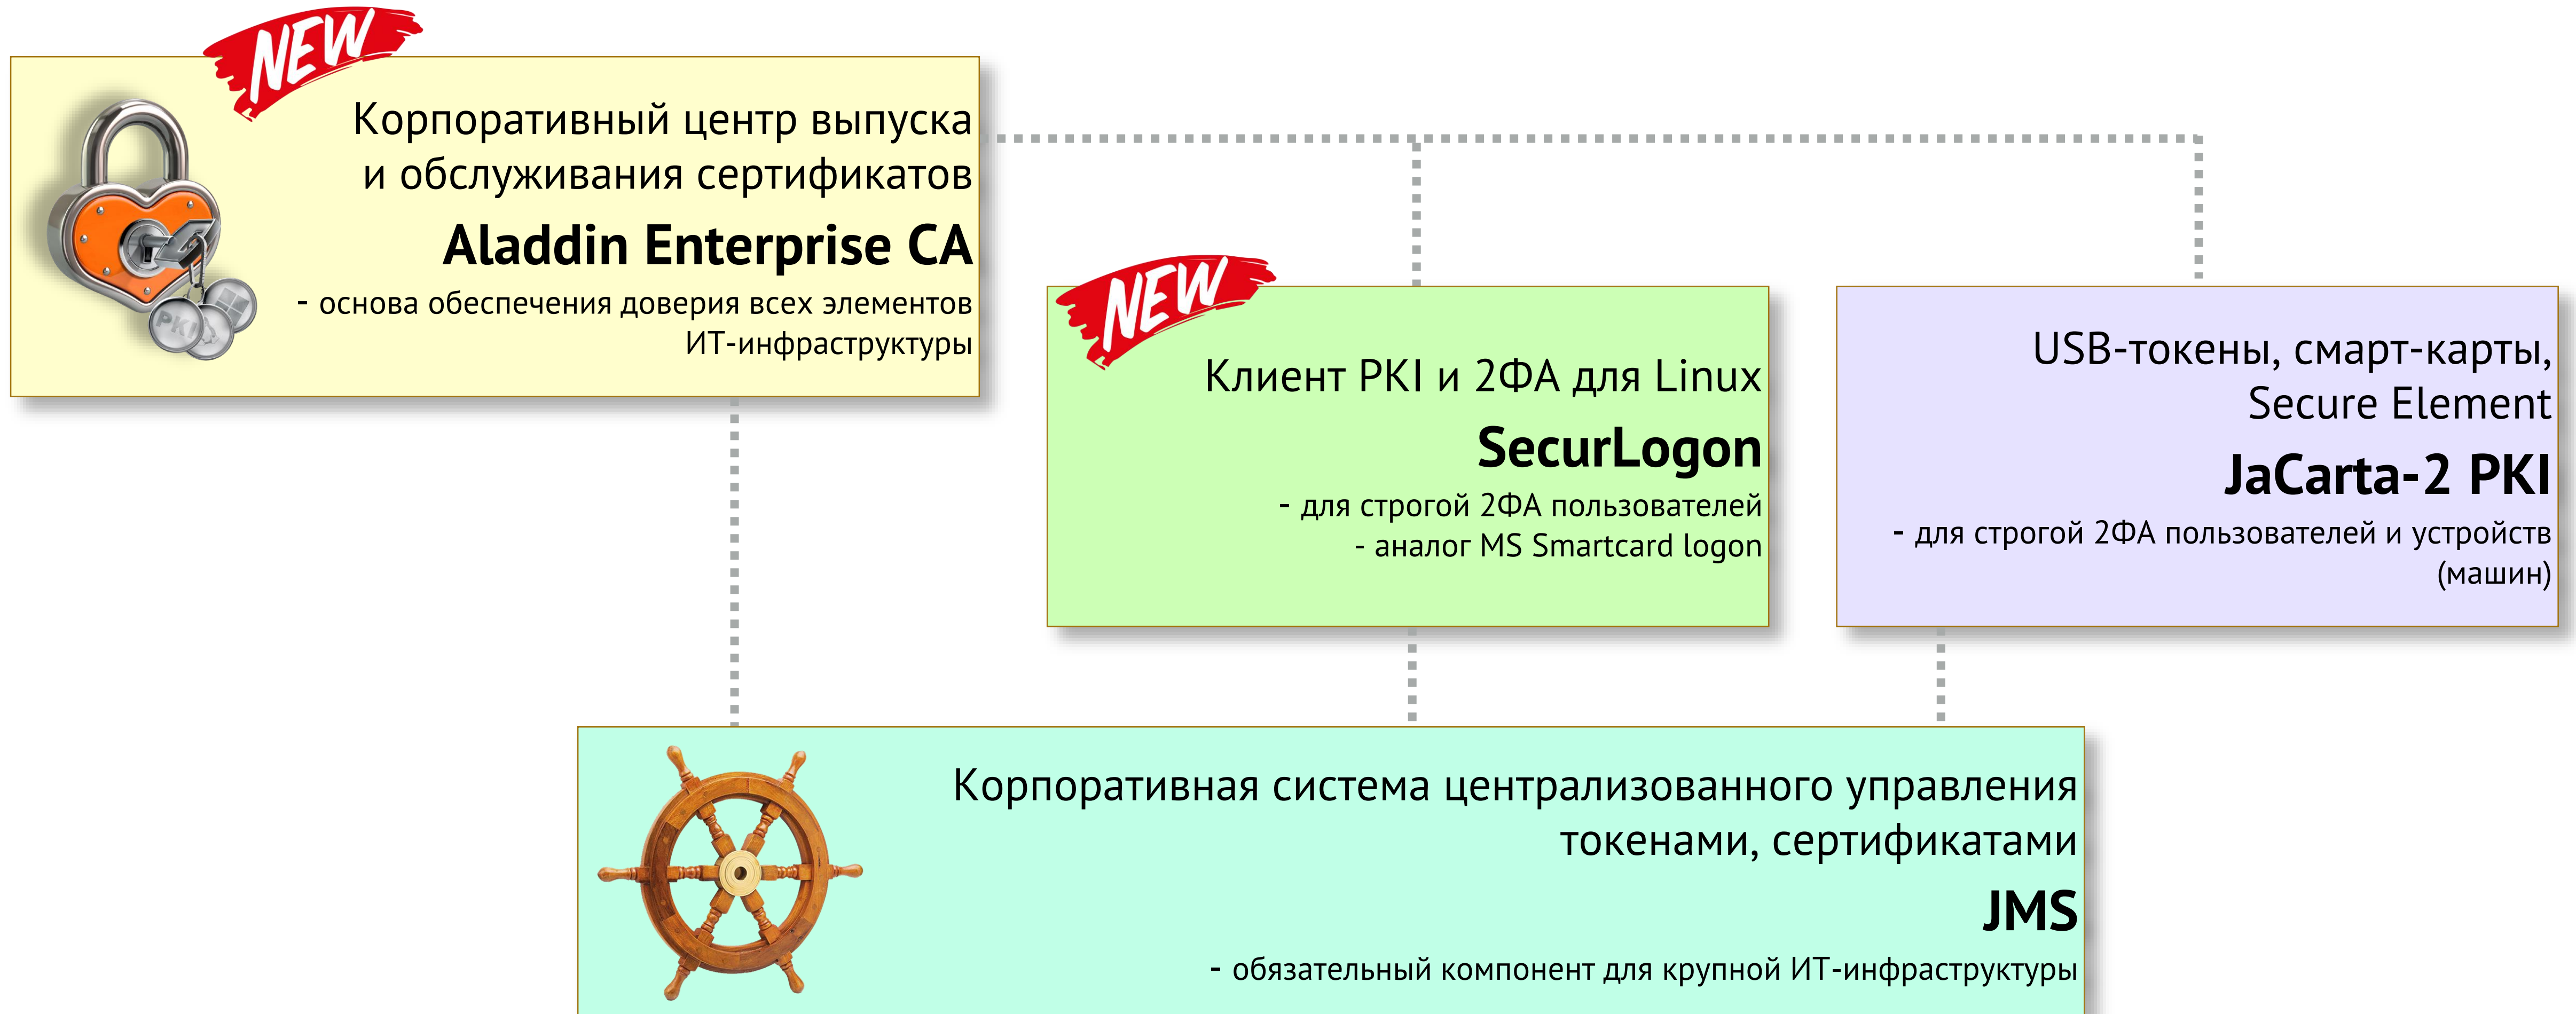 NEW
Корпоративный центр выпуска
и обслуживания сертификатов
Aladdin Enterprise CA
- основа обеспечения доверия всех элементов
ИТ-инфраструктуры
PKI
NEW
Клиент PKI и 2ФА для Linux
SecurLogon
- для строгой 2ФА пользователей
- аналог MS Smartcard logon
USB-токены, смарт-карты,
Secure Element
JaCarta-2 PKI
- для строгой 2ФА пользователей и устройств
(машин)
Корпоративная система централизованного управления
токенами, сертификатами
JMS
- обязательный компонент для крупной ИТ-инфраструктуры